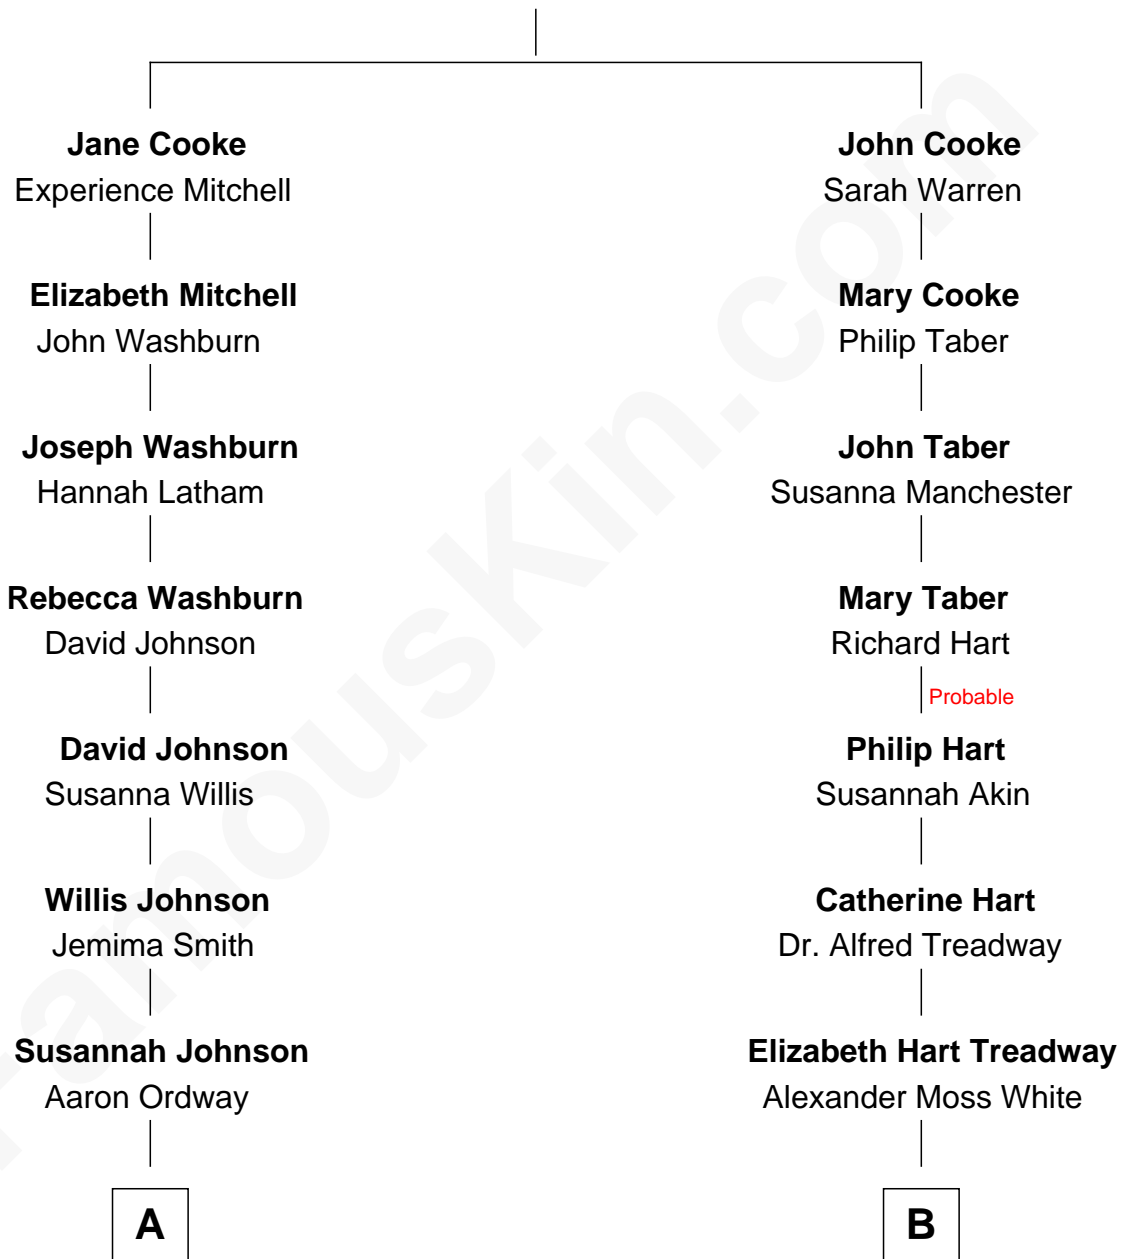 Jane Cooke
Experience Mitchell
Elizabeth Mitchell
John Washburn
Joseph Washburn
Hannah Latham
Rebecca Washburn
David Johnson
David Johnson
Susanna Willis
Willis Johnson
Jemima Smith
Susannah Johnson
Aaron Ordway
A
John Cooke
Sarah Warren
Mary Cooke
Philip Taber
John Taber
Susanna Manchester
Mary Taber
Richard Hart
Probable
Philip Hart
Susannah Akin
Catherine Hart
Dr. Alfred Treadway
Elizabeth Hart Treadway
Alexander Moss White
B
FamousKin.com